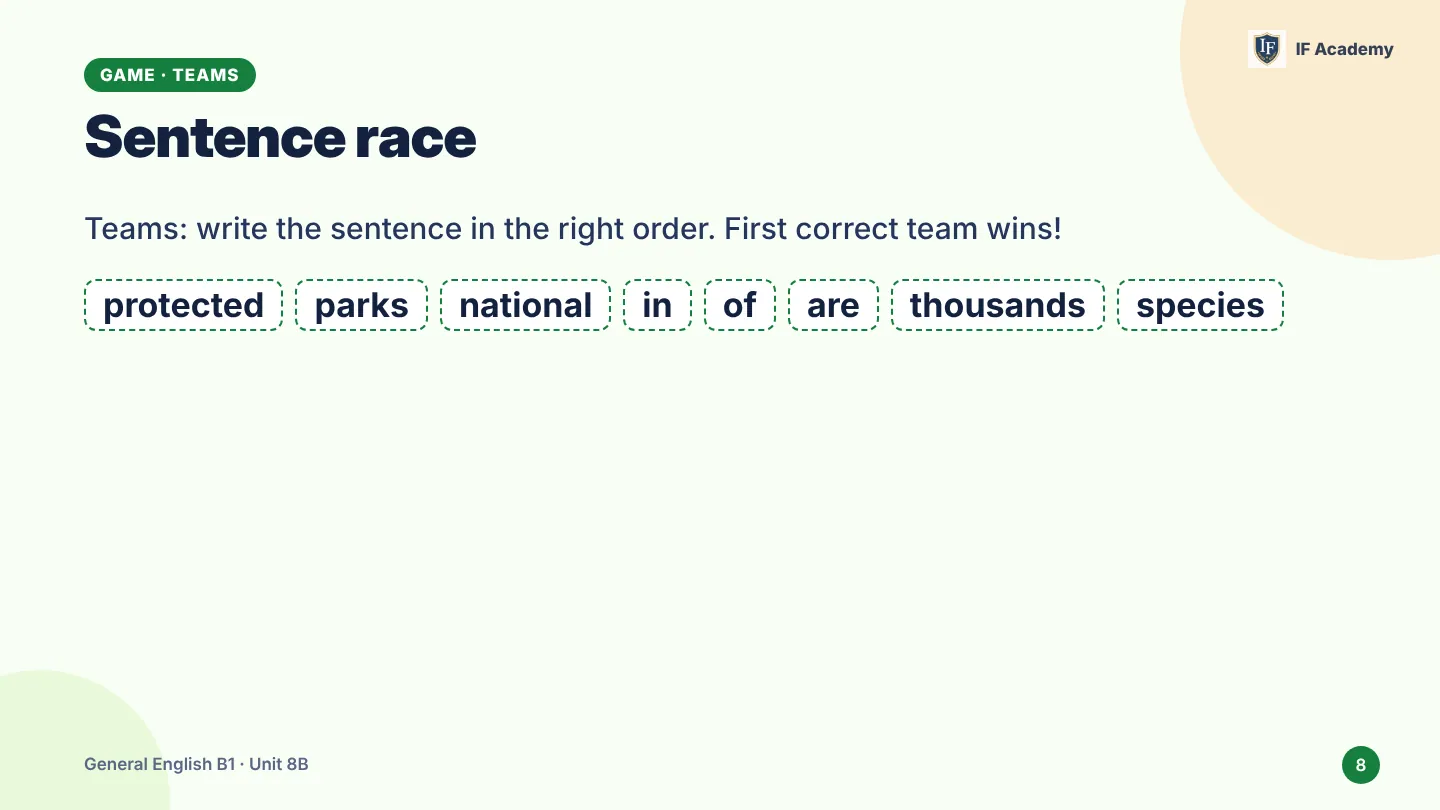 IF Academy
GAME · TEAMS
Sentence race
Teams: write the sentence in the right order. First correct team wins!
protected parks national in of are thousands species
General English B1 · Unit 8B
8